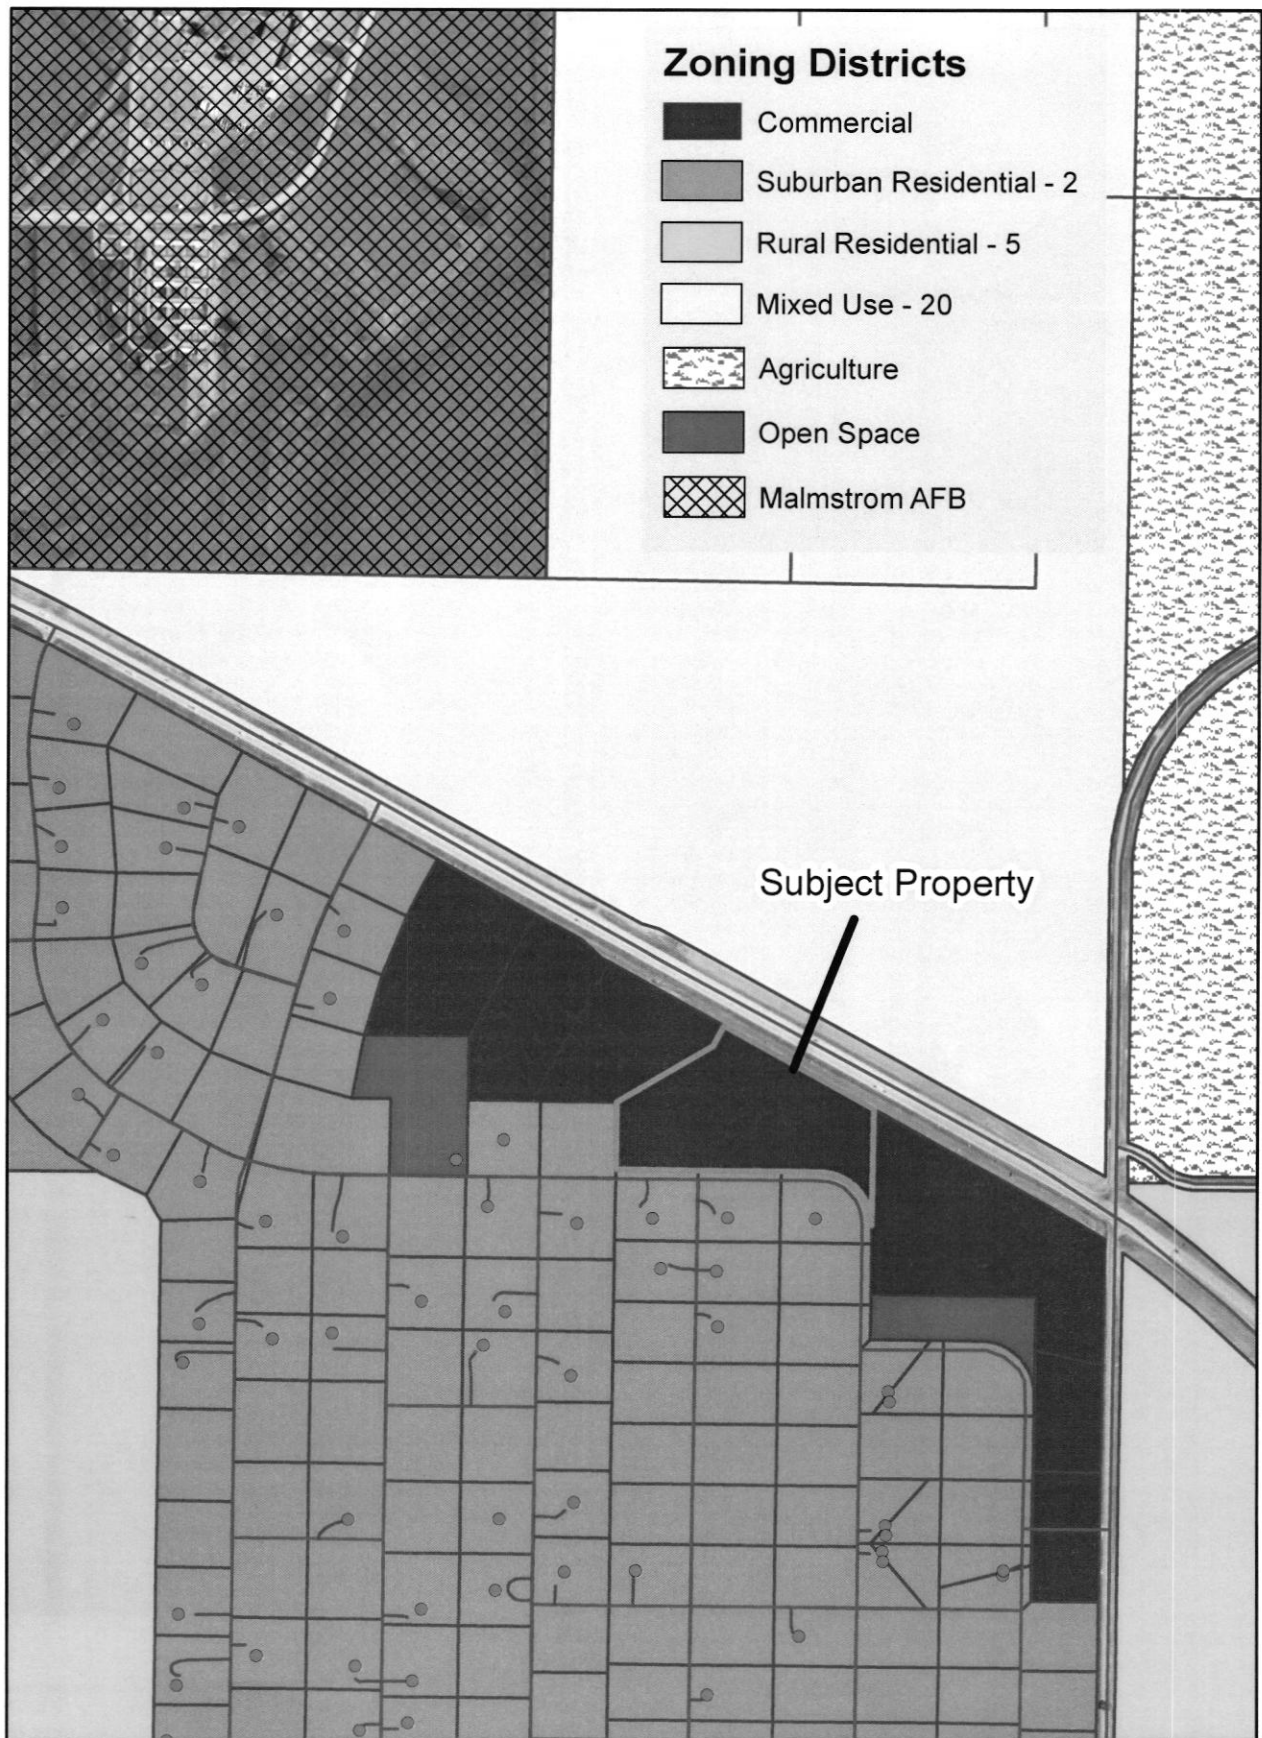 Zoning Districts
Commercial
Suburban Residential - 2
Rural Residential - 5
Mixed Use - 20
Agriculture
Open Space
Malmstrom AFB
Subject Property